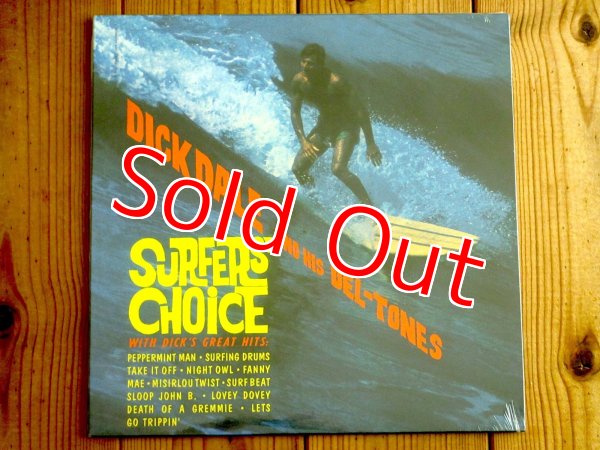 DICK DALE
AND HIS DEL-TONES
Sold Out
SURFERS'
CHOICE
WITH DICK'S GREAT HITS:
PEPPERMINT MAN • SURFING DRUMS
TAKE IT OFF • NIGHT OWL • FANNY
MAE • MISIRLOU TWIST • SURF BEAT
SLOOP JOHN B. • LOVEY DOVEY
DEATH OF A GREMMIE • LETS
GO TRIPPIN'